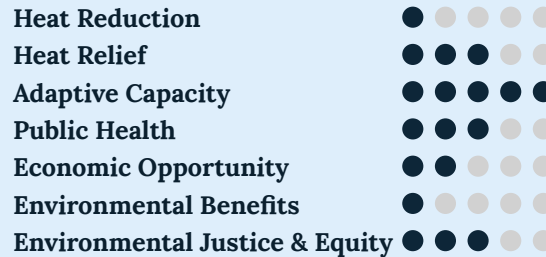 Heat Reduction
Heat Relief
Adaptive Capacity
Public Health
Economic Opportunity
Environmental Benefits
Environmental Justice & Equity